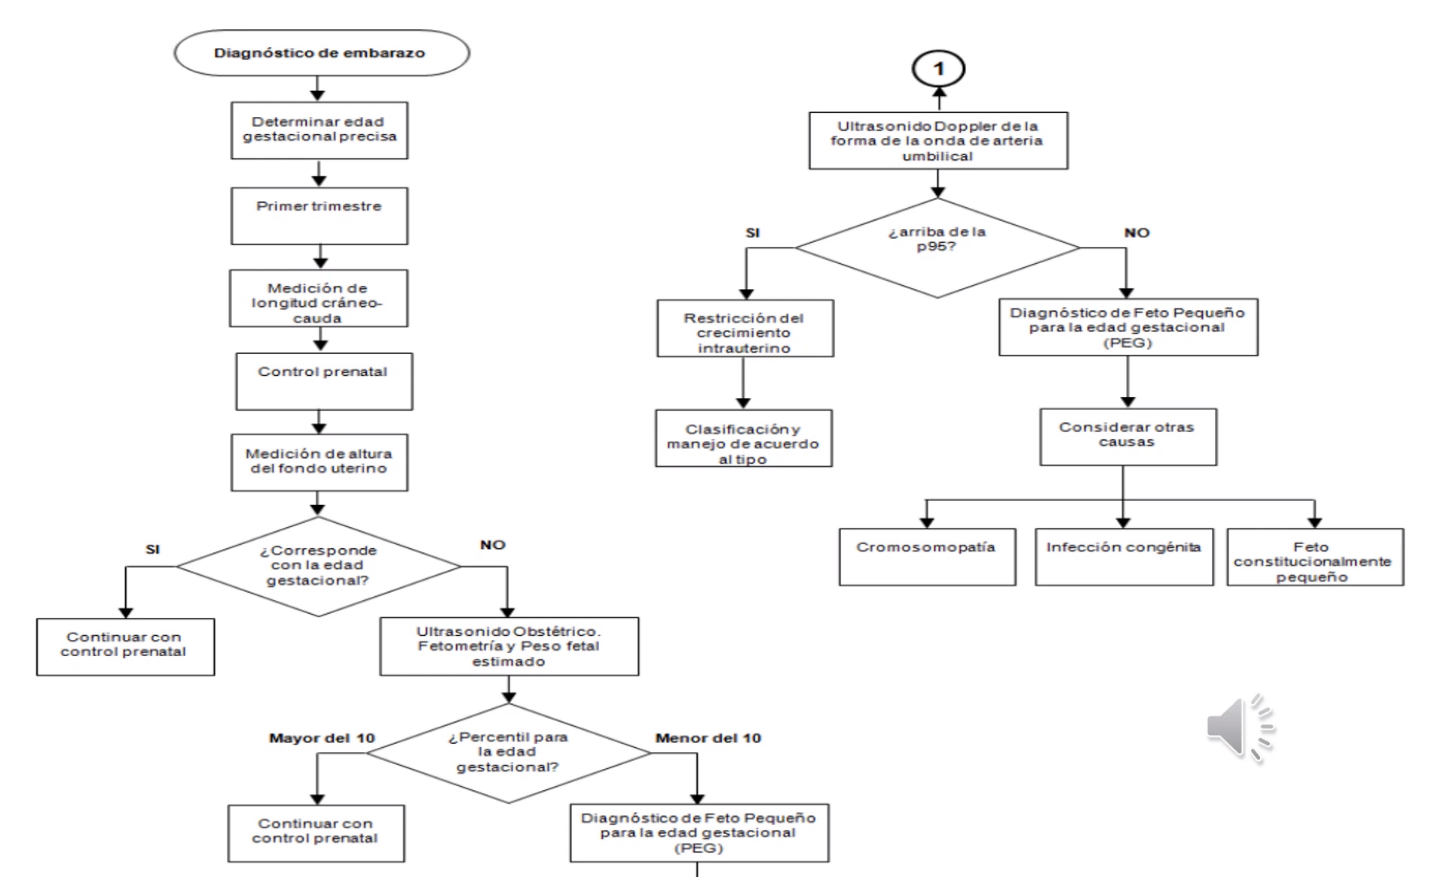 Diagnóstico de embarazo
Determinar edad
gestacional precisa
Primer trimestre
Medición de
longitud cráneo-
cauda
Control prenatal
Medición de altura
del fondo uterino
¿Corresponde
con la edad
gestacional?
SI
NO
Continuar con
control prenatal
Ultrasonido Obstétrico.
Fetometría y Peso fetal
estimado
¿Percentil para
la edad
gestacional?
Mayor del 10
Menor del 10
Continuar con
control prenatal
Diagnóstico de Feto Pequeño
para la edad gestacional
(PEG)
1
Ultrasonido Doppler de la
forma de la onda de arteria
umbilical
¿arriba de la
p95?
SI
NO
Restricción del
crecimiento
intrauterino
Clasificación y
manejo de acuerdo
al tipo
Diagnóstico de Feto Pequeño
para la edad gestacional
(PEG)
Considerar otras
causas
Cromosomopatía
Infección congénita
Feto
constitucionalmente
pequeño